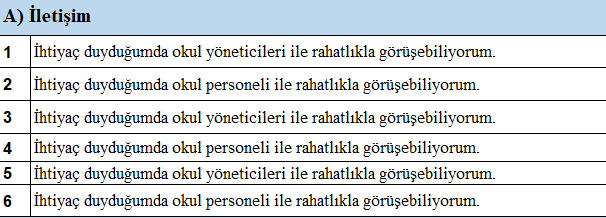 A) İletişim
1 İhtiyaç duyduğumda okul yöneticileri ile rahatlıkla görüşebiliyorum.
2 İhtiyaç duyduğumda okul personeli ile rahatlıkla görüşebiliyorum.
3 İhtiyaç duyduğumda okul yöneticileri ile rahatlıkla görüşebiliyorum.
4 İhtiyaç duyduğumda okul personeli ile rahatlıkla görüşebiliyorum.
5 İhtiyaç duyduğumda okul yöneticileri ile rahatlıkla görüşebiliyorum.
6 İhtiyaç duyduğumda okul personeli ile rahatlıkla görüşebiliyorum.